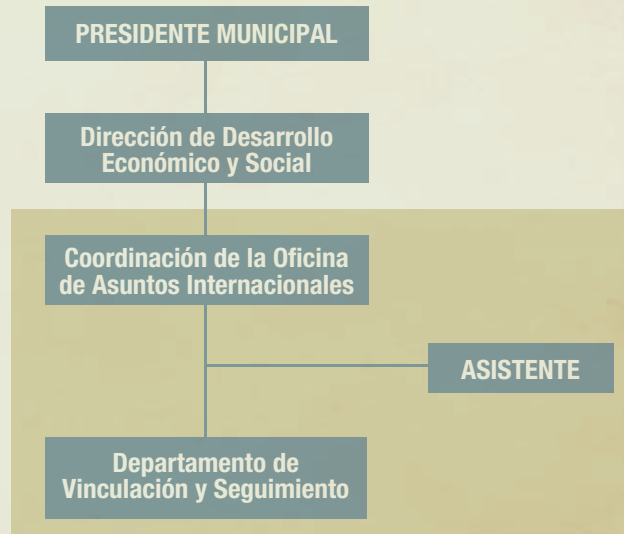 PRESIDENTE MUNICIPAL
Dirección de Desarrollo
Económico y Social
Coordinación de la Oficina
de Asuntos Internacionales
ASISTENTE
Departamento de
Vinculación y Seguimiento